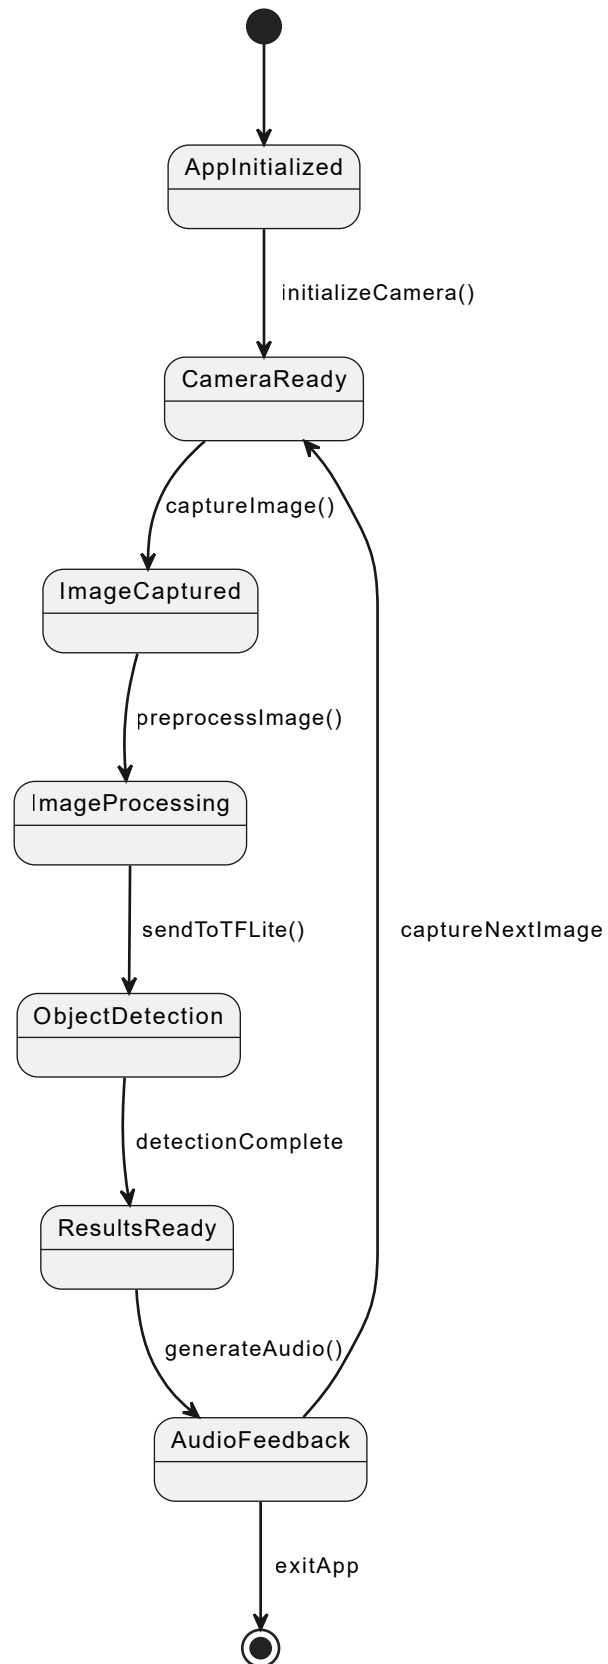 AppInitialized
initializeCamera()
CameraReady
captureImage()
ImageCaptured
preprocessImage()
ImageProcessing
sendToTFLite()
captureNextImage
ObjectDetection
detectionComplete
ResultsReady
generateAudio()
AudioFeedback
exitApp